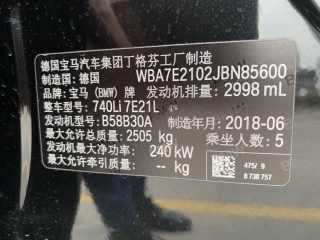 德国宝马汽车集团丁格芬工厂制造
制造国: 德国 WBA7E2102JBN85600
品牌: 宝马 (BMW) 牌 发动机排量: 2998 mL
整车型号: 740Li 7E21L
发动机型号: B58B30A 制造年月: 2018-06
最大允许总质量: 2505 kg 乘坐人数: 5
发动机最大净功率: 240 kW
最大允许牵引质量: -- kg
475/ 9
8 738 757